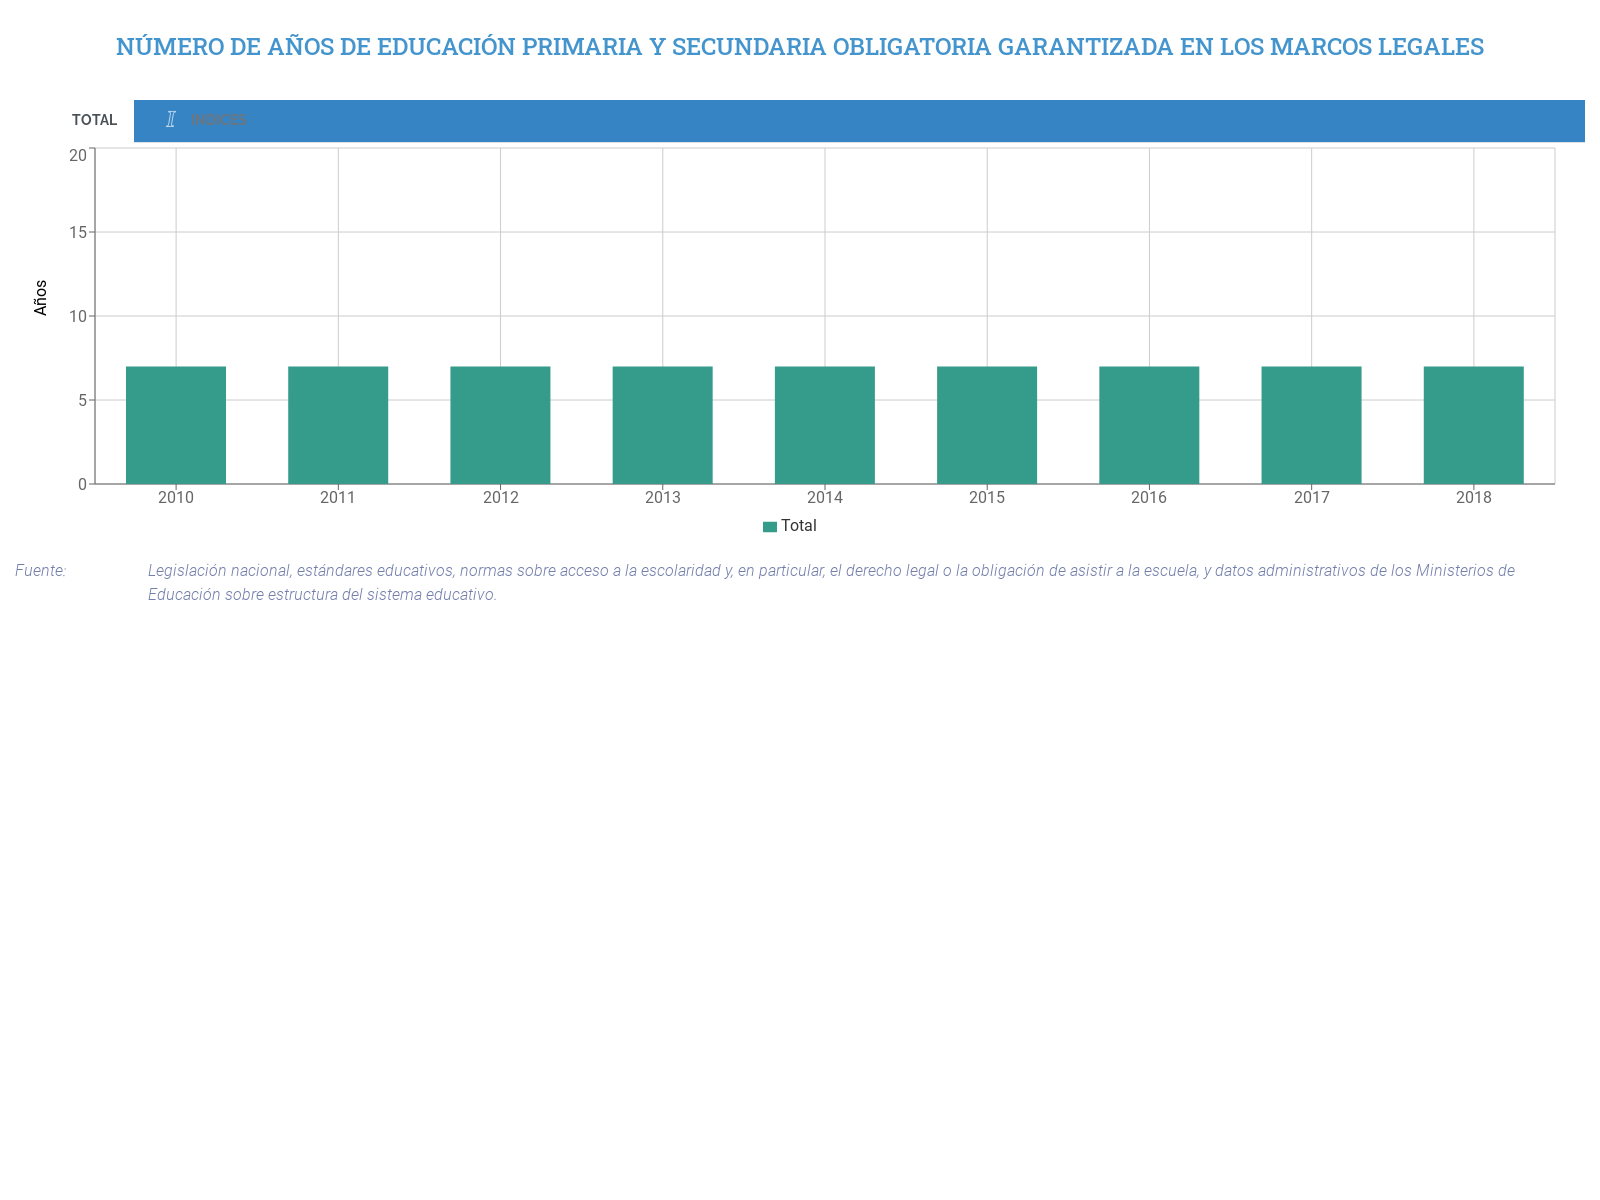 NÚMERO DE AÑOS DE EDUCACIÓN PRIMARIA Y SECUNDARIA OBLIGATORIA GARANTIZADA EN LOS MARCOS LEGALES
TOTAL
I INDICES
20
15
10
5
0
Años
2010 2011 2012 2013 2014 2015 2016 2017 2018
Total
Fuente: Legislación nacional, estándares educativos, normas sobre acceso a la escolaridad y, en particular, el derecho legal o la obligación de asistir a la escuela, y datos administrativos de los Ministerios de
Educación sobre estructura del sistema educativo.